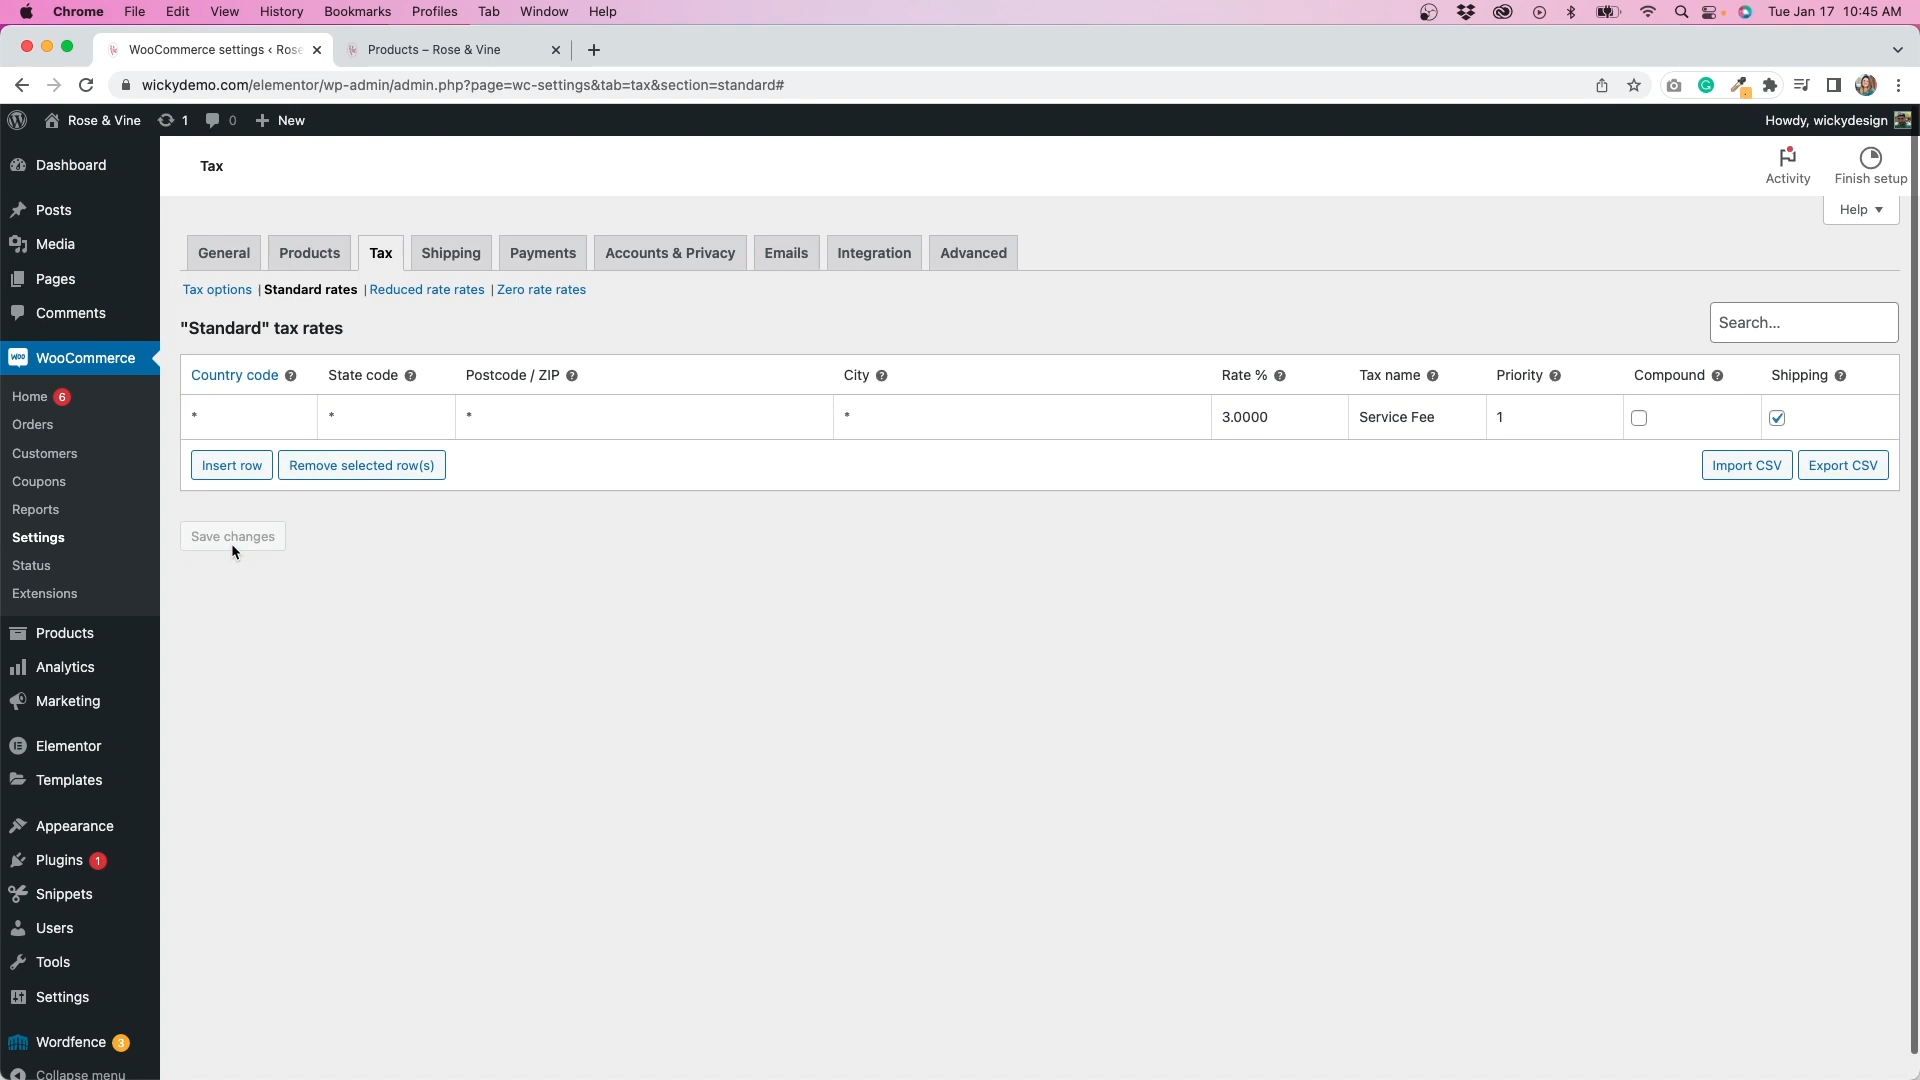 Chrome File Edit View History Bookmarks Profiles Tab Window Help Tue Jan 17 10:45 AM
WooCommerce settings ‹ Rose Products – Rose & Vine
wickydemo.com/elementor/wp-admin/admin.php?page=wc-settings&tab=tax&section=standard#
Rose & Vine 1 0 + New Howdy, wickydesign
Dashboard
Posts
Media
Pages
Comments
WooCommerce
Home 6
Orders
Customers
Coupons
Reports
Settings
Status
Extensions
Products
Analytics
Marketing
Elementor
Templates
Appearance
Plugins 1
Snippets
Users
Tools
Settings
Wordfence 3
Collapse menu
Tax
Activity Finish setup
Help
General Products Tax Shipping Payments Accounts & Privacy Emails Integration Advanced
Tax options | Standard rates | Reduced rate rates | Zero rate rates
"Standard" tax rates
Search...
Country code ? State code ? Postcode / ZIP ? City ? Rate % ? Tax name ? Priority ? Compound ? Shipping ?
* * * * 3.0000 Service Fee 1
Insert row Remove selected row(s) Import CSV Export CSV
Save changes